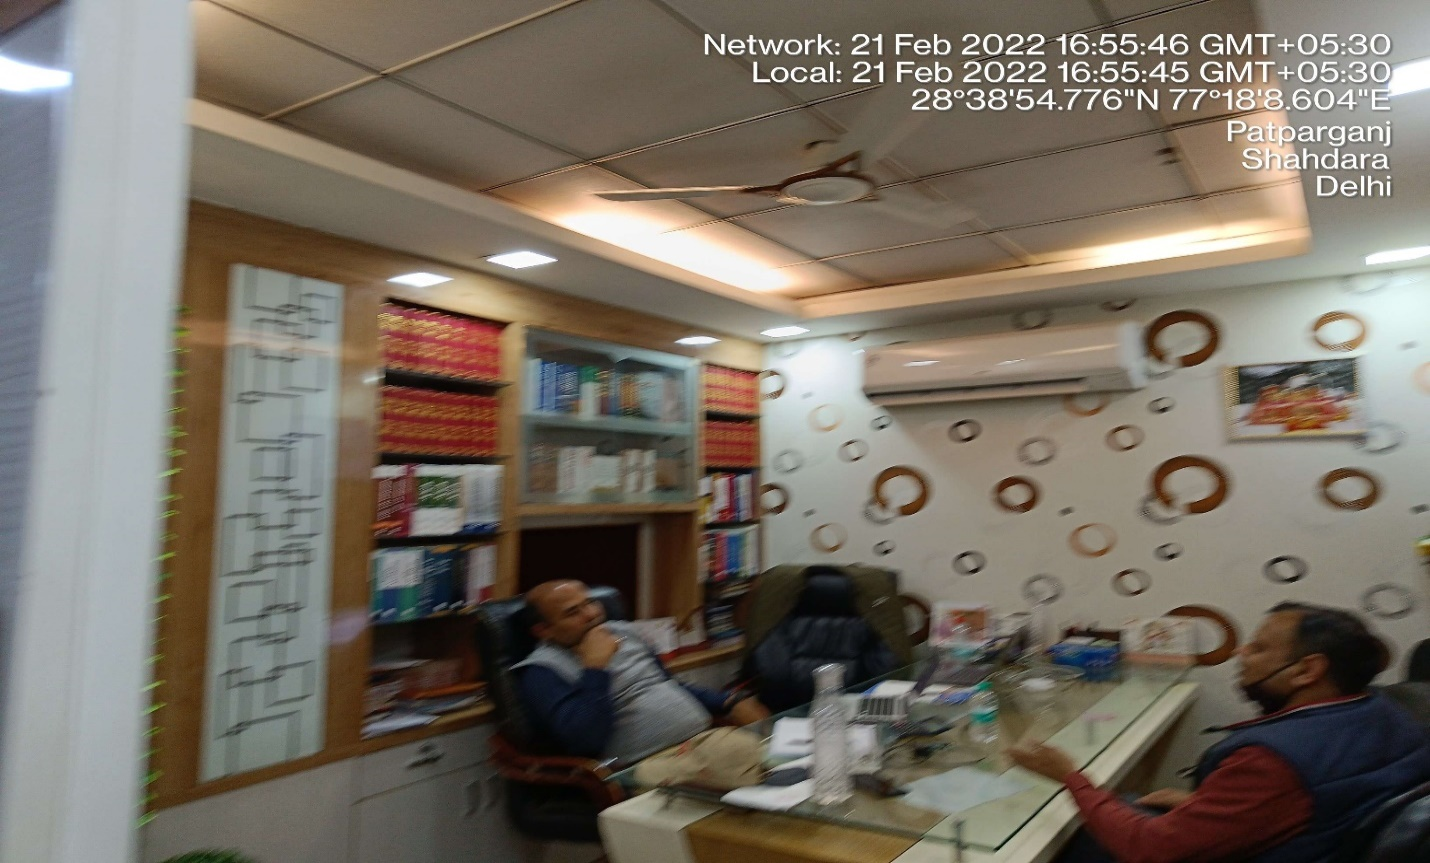 Network: 21 Feb 2022 16:55:46 GMT+05:30
Local: 21 Feb 2022 16:55:45 GMT+05:30
28°38'54.776"N 77°18'8.604"E
Patparganj
Shahdara
Delhi